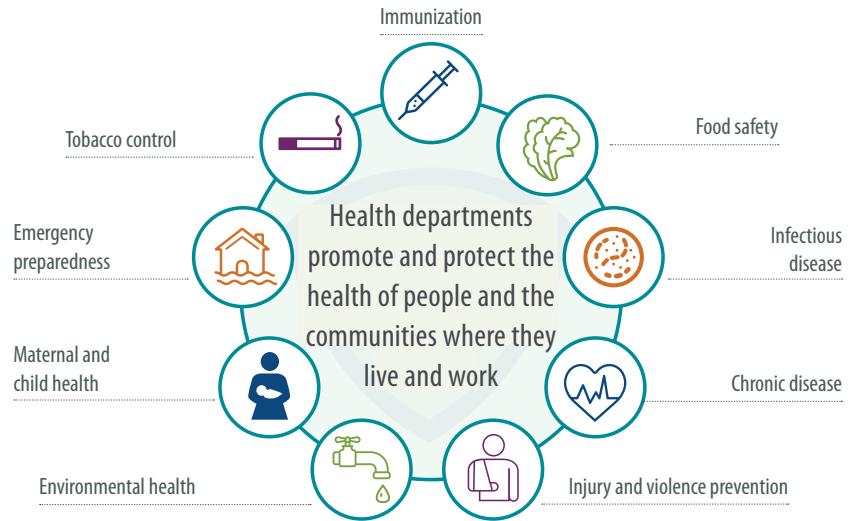 Immunization
Tobacco control
Food safety
Emergency
preparedness
Health departments
promote and protect the
health of people and the
communities where they
live and work
Infectious
disease
Maternal and
child health
Chronic disease
Environmental health
Injury and violence prevention